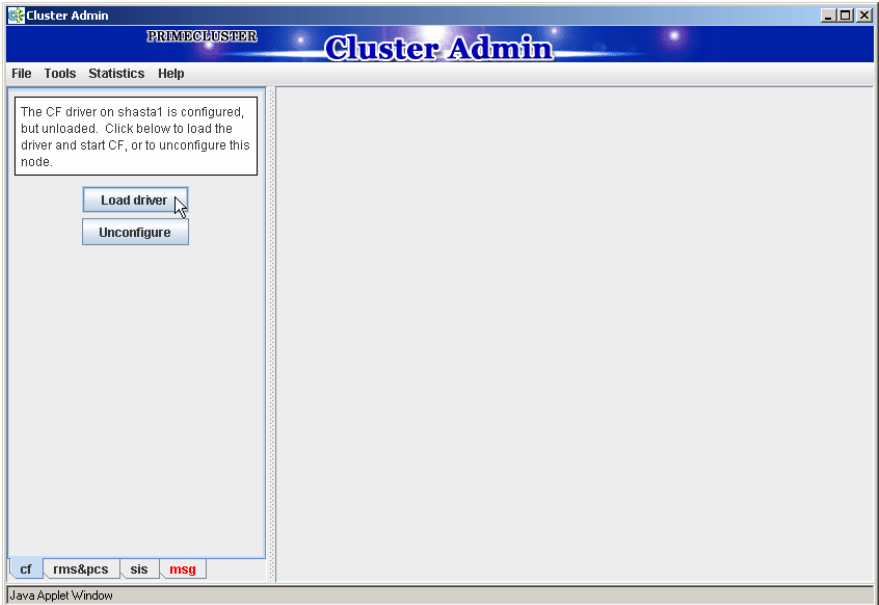 Cluster Admin
PRIMECLUSTER
Cluster Admin
File Tools Statistics Help
The CF driver on shasta1 is configured,
but unloaded. Click below to load the
driver and start CF, or to unconfigure this
node.
Load driver
Unconfigure
cf rms&pcs sis msg
Java Applet Window